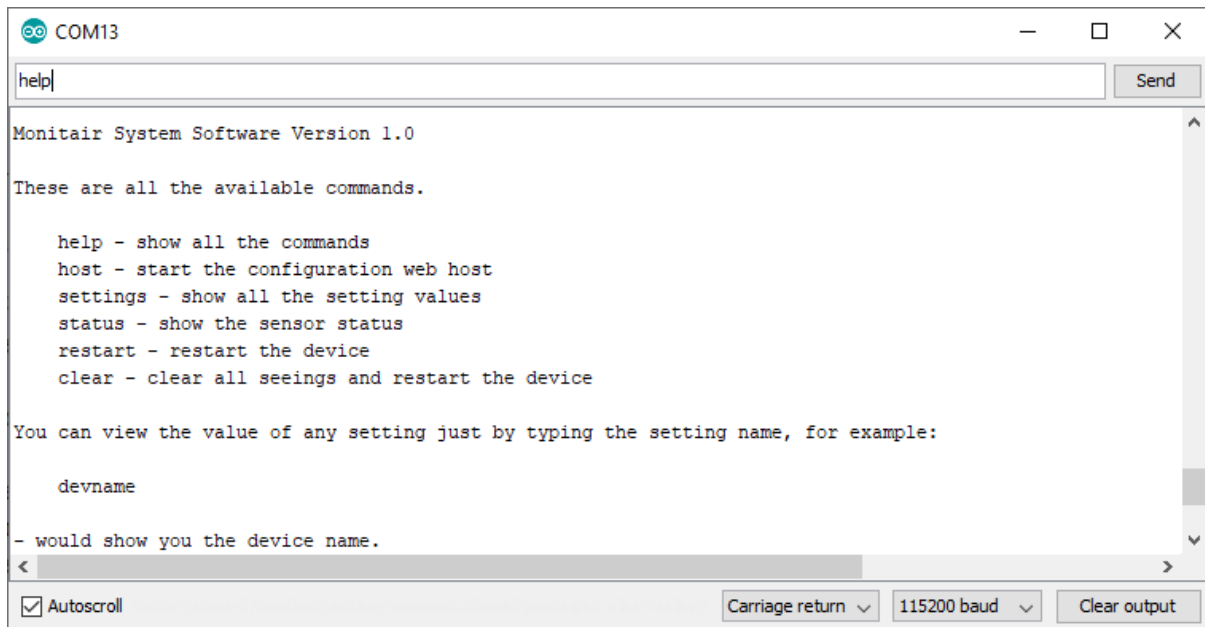 COM13
help
Send
Monitair System Software Version 1.0
These are all the available commands.
help - show all the commands
host - start the configuration web host
settings - show all the setting values
status - show the sensor status
restart - restart the device
clear - clear all seeings and restart the device
You can view the value of any setting just by typing the setting name, for example:
devname
- would show you the device name.
Autoscroll
Carriage return
115200 baud
Clear output